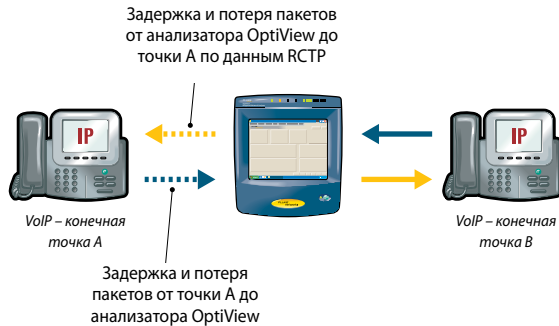 Задержка и потеря пакетов
от анализатора OptiView до
точки А по данным RCTP
IP
IP
VoIP – конечная
точка А
VoIP – конечная
точка В
Задержка и потеря
пакетов от точки А до
анализатора OptiView